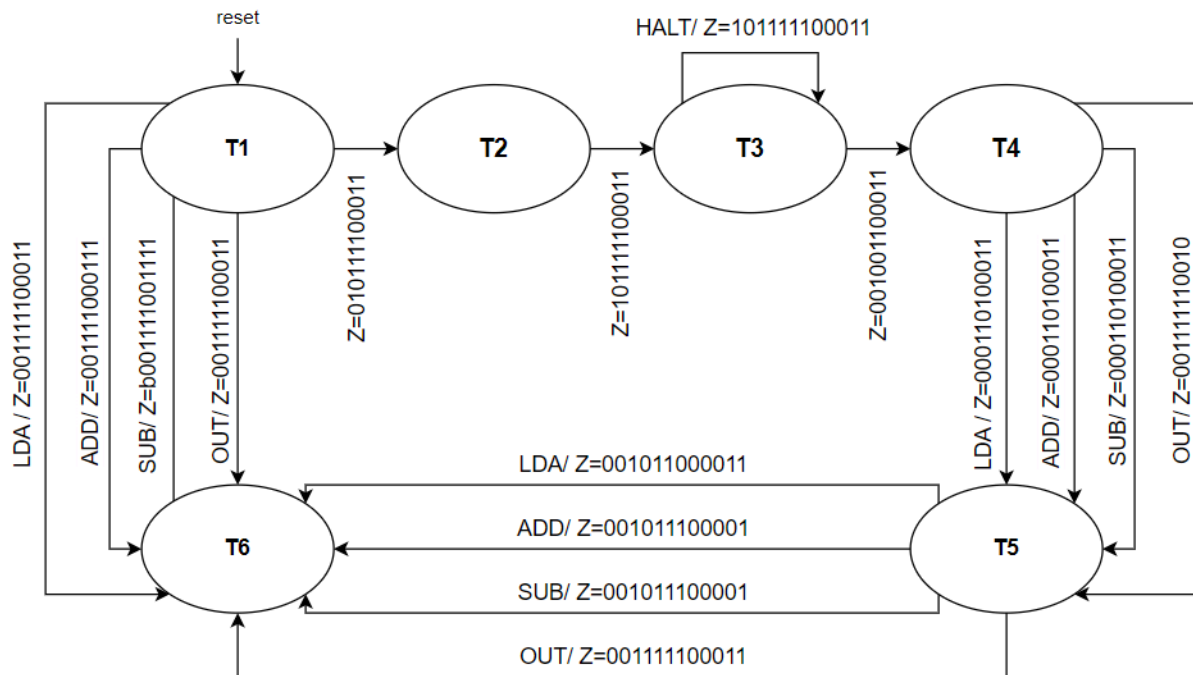 reset
HALT/ Z=101111100011
T1
T2
T3
T4
Z=010111100011
Z=101111100011
Z=001001100011
LDA / Z=001111100011
ADD/ Z=001111000111
SUB/ Z=b001111001111
OUT/ Z=001111100011
LDA / Z=000110100011
ADD/ Z=000110100011
SUB/ Z=000110100011
OUT/ Z=001111110010
LDA/ Z=001011000011
ADD/ Z=001011100001
SUB/ Z=001011100001
OUT/ Z=001111100011
T6
T5